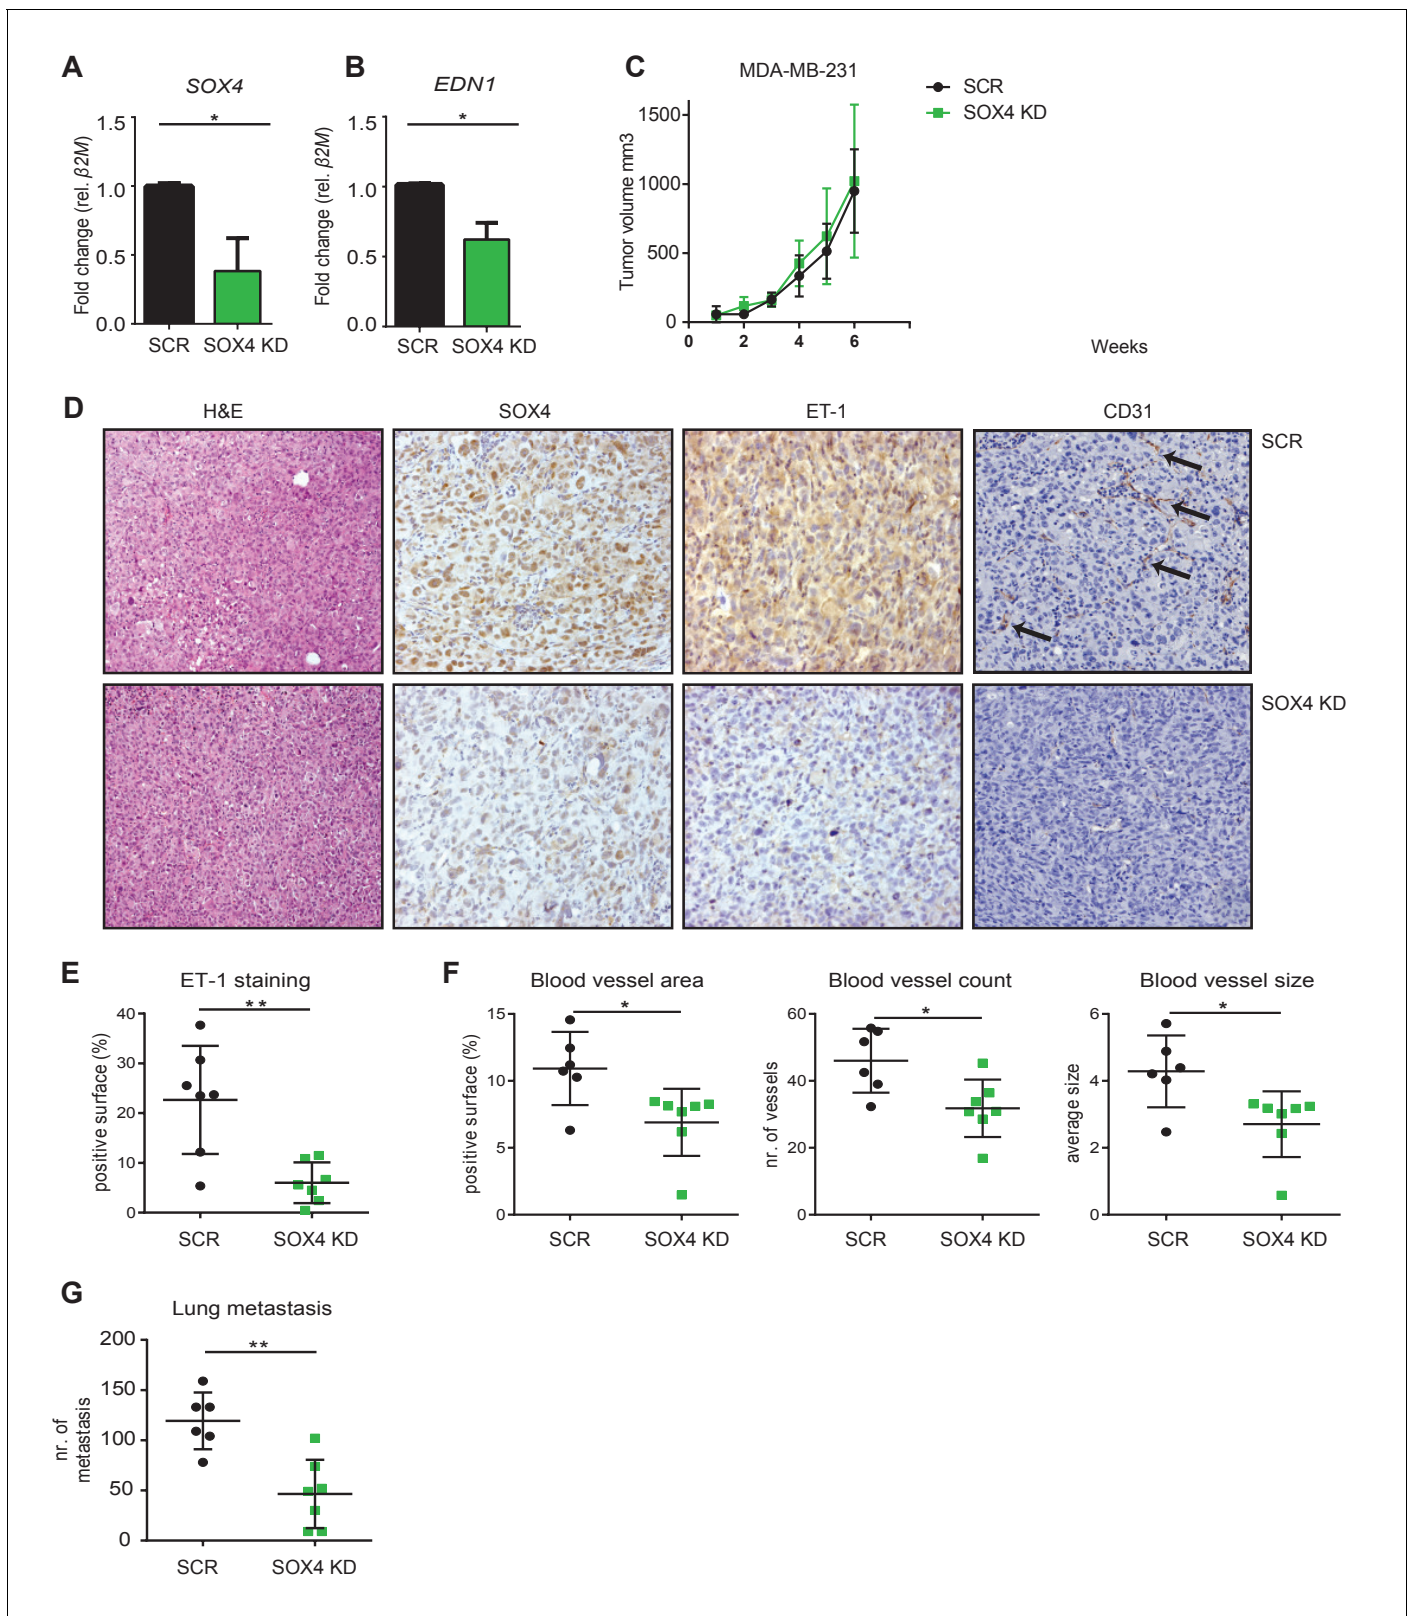 A
SOX4
Fold change (rel. β2M)
1.5
*
1.0
0.5
0.0
SCR
SOX4 KD
B
EDN1
Fold change (rel. β2M)
1.5
*
1.0
0.5
0.0
SCR
SOX4 KD
C
MDA-MB-231
SCR
SOX4 KD
Tumor volume mm3
1500
1000
500
0
0 2 4 6
Weeks
D
H&E
SOX4
ET-1
CD31
SCR
SOX4 KD
E
ET-1 staining
**
positive surface (%)
40
30
20
10
0
SCR
SOX4 KD
F
Blood vessel area
*
positive surface (%)
15
10
5
0
SCR
SOX4 KD
Blood vessel count
*
nr. of vessels
60
40
20
0
SCR
SOX4 KD
Blood vessel size
*
average size
6
4
2
0
SCR
SOX4 KD
G
Lung metastasis
**
nr. of
metastasis
200
150
100
50
0
SCR
SOX4 KD